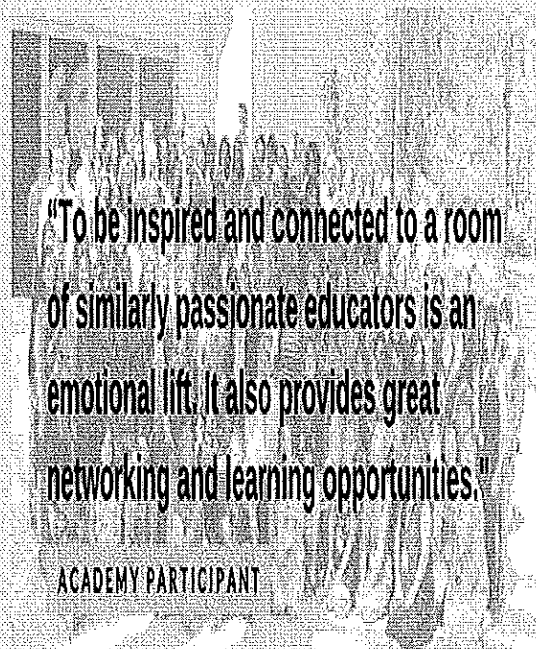 “To be inspired and connected to a room
of similarly passionate educators is an
emotional lift. It also provides great
networking and learning opportunities."
ACADEMY PARTICIPANT